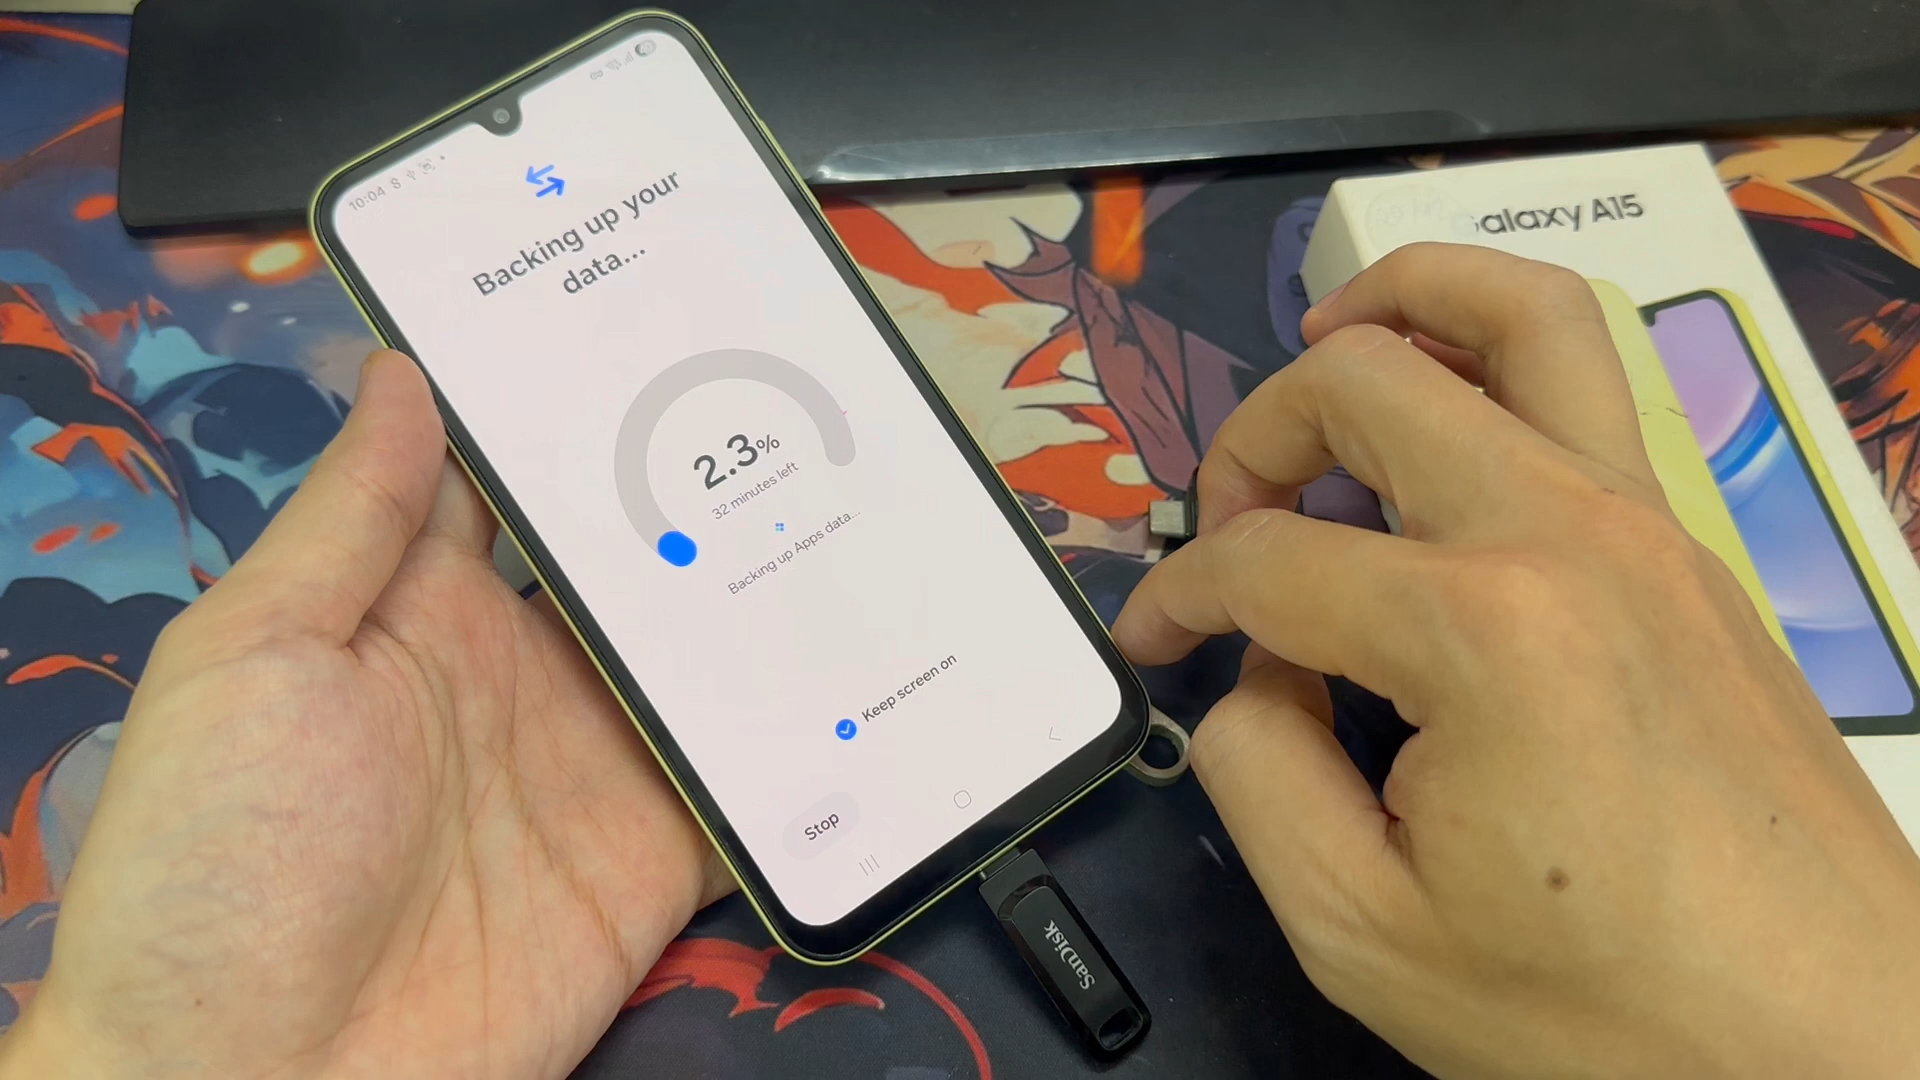 10:04
Backing up your
data...
2.3%
32 minutes left
Backing up Apps data...
Keep screen on
Stop
SanDisk
Galaxy A15